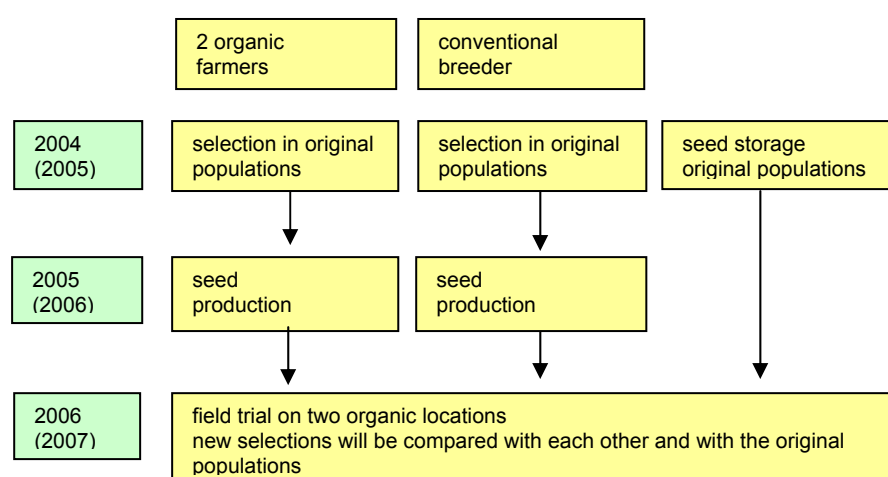 2 organic
farmers
conventional
breeder
2004
(2005)
selection in original
populations
selection in original
populations
seed storage
original populations
2005
(2006)
seed
production
seed
production
2006
(2007)
field trial on two organic locations
new selections will be compared with each other and with the original
populations